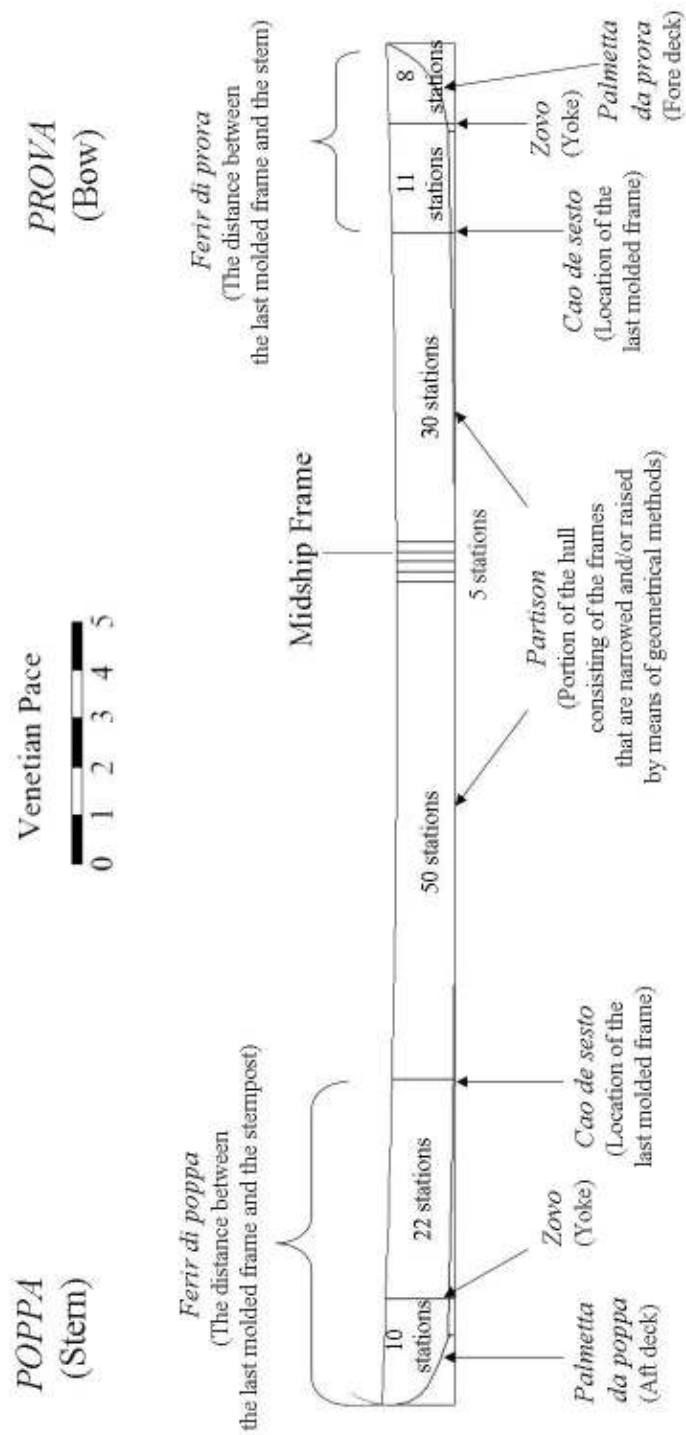 POPPA
(Stern)
Venetian Pace
0 1 2 3 4 5
PROVA
(Bow)
Ferir di poppa
(The distance between
the last molded frame and the sternpost)
Midship Frame
Ferir di prora
(The distance between
the last molded frame and the stem)
10
stations
22 stations
50 stations
5 stations
30 stations
11
stations
8
stations
Palmetta
da poppa
(Aft deck)
Zovo
(Yoke)
Cao de sesto
(Location of the
last molded frame)
Partison
(Portion of the hull
consisting of the frames
that are narrowed and/or raised
by means of geometrical methods)
Cao de sesto
(Location of the
last molded frame)
Zovo
(Yoke)
Palmetta
da prora
(Fore deck)